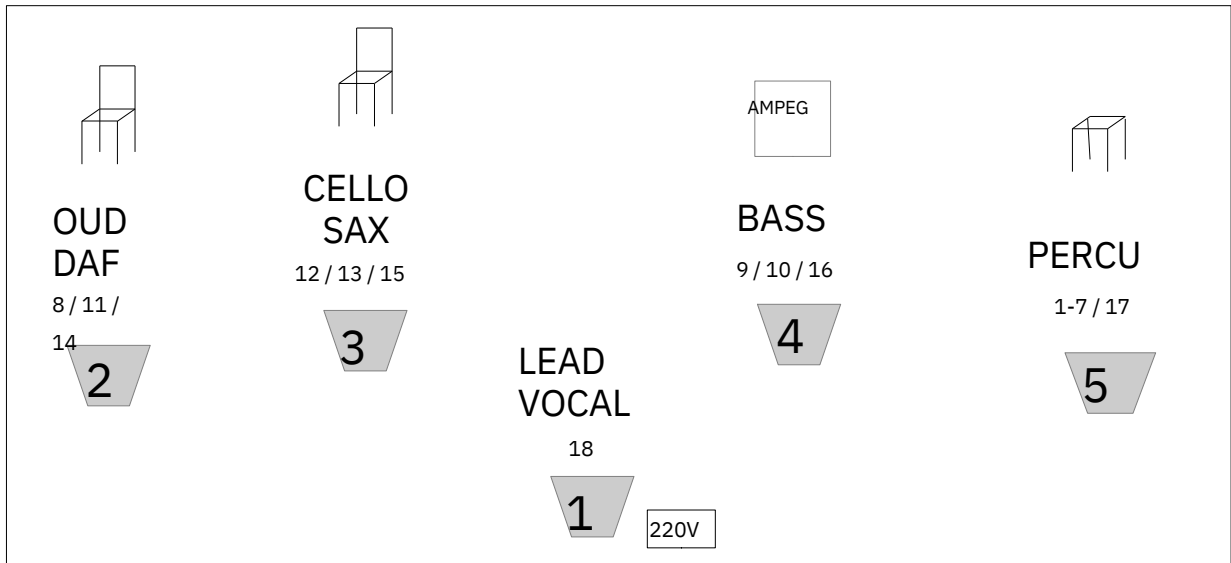 OUD
DAF
8 / 11 /
14
2
CELLO
SAX
12 / 13 / 15
3
LEAD
VOCAL
18
1
220V
AMPEG
BASS
9 / 10 / 16
4
PERCU
1-7 / 17
5